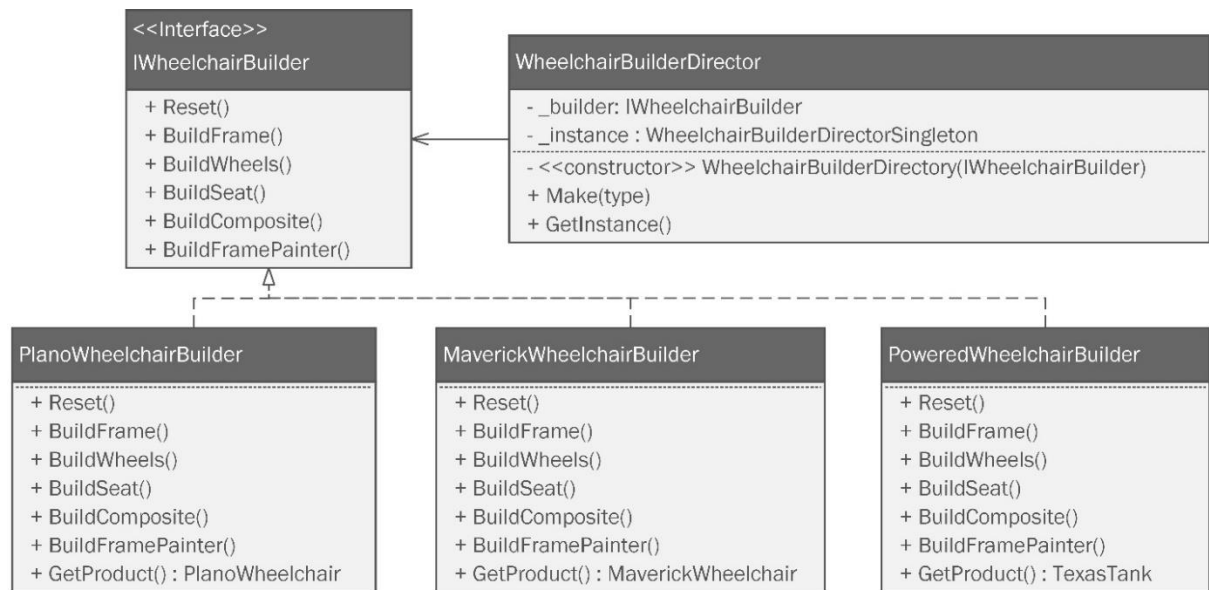 <<Interface>>
IWheelchairBuilder
+ Reset()
+ BuildFrame()
+ BuildWheels()
+ BuildSeat()
+ BuildComposite()
+ BuildFramePainter()
WheelchairBuilderDirector
- _builder: IWheelchairBuilder
- _instance : WheelchairBuilderDirectorSingleton
- <<constructor>> WheelchairBuilderDirectory(IWheelchairBuilder)
+ Make(type)
+ GetInstance()
PlanoWheelchairBuilder
+ Reset()
+ BuildFrame()
+ BuildWheels()
+ BuildSeat()
+ BuildComposite()
+ BuildFramePainter()
+ GetProduct() : PlanoWheelchair
MaverickWheelchairBuilder
+ Reset()
+ BuildFrame()
+ BuildWheels()
+ BuildSeat()
+ BuildComposite()
+ BuildFramePainter()
+ GetProduct() : MaverickWheelchair
PoweredWheelchairBuilder
+ Reset()
+ BuildFrame()
+ BuildWheels()
+ BuildSeat()
+ BuildComposite()
+ BuildFramePainter()
+ GetProduct() : TexasTank